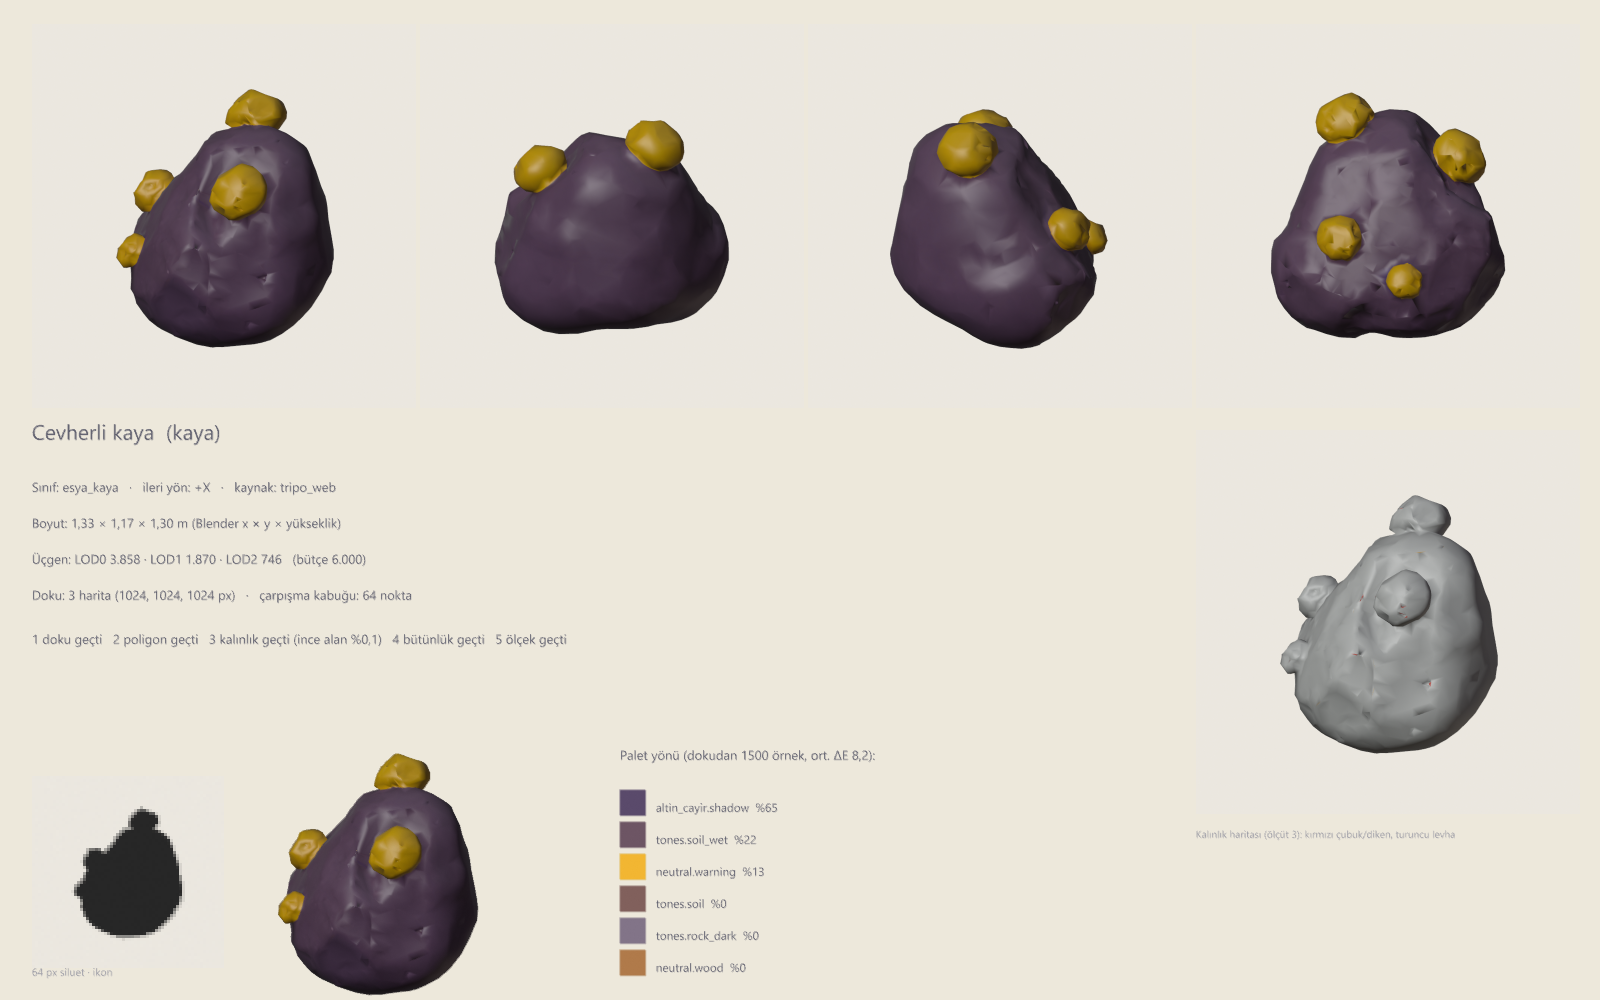 Cevherli kaya (kaya)
Sınıf: esya_kaya · ileri yön: +X · kaynak: tripo_web
Boyut: 1,33 × 1,17 × 1,30 m (Blender x × y × yükseklik)
Üçgen: LOD0 3.858 · LOD1 1.870 · LOD2 746 (bütçe 6.000)
Doku: 3 harita (1024, 1024, 1024 px) · çarpışma kabuğu: 64 nokta
1 doku geçti 2 poligon geçti 3 kalınlık geçti (ince alan %0,1) 4 bütünlük geçti 5 ölçek geçti
Palet yönü (dokudan 1500 örnek, ort. ΔE 8,2):
altin_cayir.shadow %65
tones.soil_wet %22
neutral.warning %13
tones.soil %0
tones.rock_dark %0
neutral.wood %0
Kalınlık haritası (ölçüt 3): kırmızı çubuk/diken, turuncu levha
64 px siluet · ikon